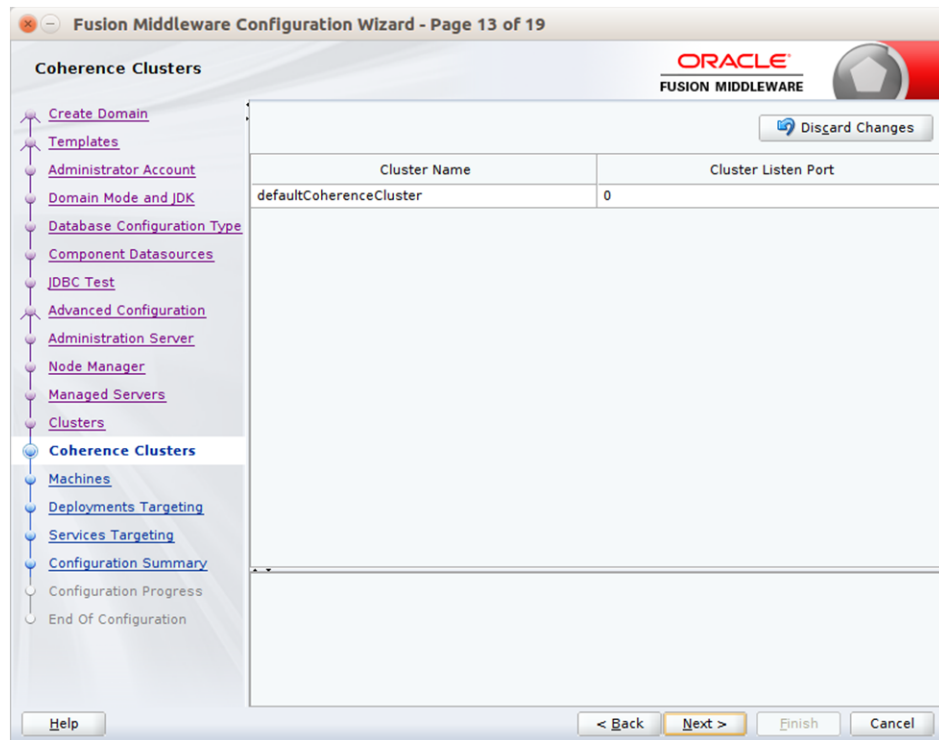 Fusion Middleware Configuration Wizard - Page 13 of 19
Coherence Clusters
ORACLE
FUSION MIDDLEWARE
Create Domain
Templates
Administrator Account
Domain Mode and JDK
Database Configuration Type
Component Datasources
JDBC Test
Advanced Configuration
Administration Server
Node Manager
Managed Servers
Clusters
Coherence Clusters
Machines
Deployments Targeting
Services Targeting
Configuration Summary
Configuration Progress
End Of Configuration
Discard Changes
Cluster Name Cluster Listen Port
defaultCoherenceCluster 0
Help < Back Next > Finish Cancel